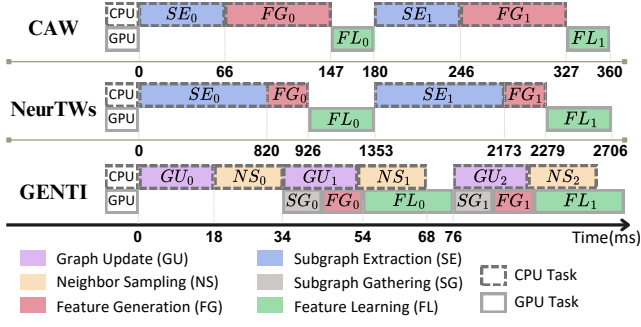 CAW CPU SE₀ FG₀ SE₁ FG₁
GPU FL₀ FL₁
0 66 147 180 246 327 360
NeurTWs CPU SE₀ FG₀ SE₁ FG₁
GPU FL₀ FL₁
0 820 926 1353 2173 2279 2706
GENTI CPU GU₀ NS₀ GU₁ NS₁ GU₂ NS₂
GPU SG₀ FG₀ FL₀ SG₁ FG₁ FL₁
0 18 34 54 68 76 Time(ms)
Graph Update (GU) Subgraph Extraction (SE) CPU Task
Neighbor Sampling (NS) Subgraph Gathering (SG)
Feature Generation (FG) Feature Learning (FL) GPU Task